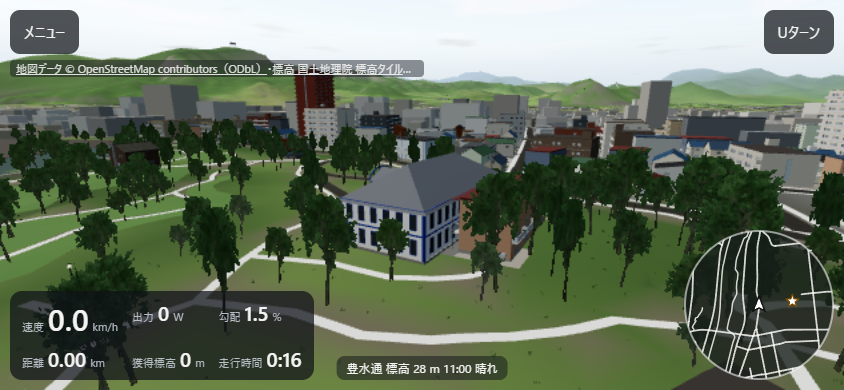 メニュー
Uターン
地図データ © OpenStreetMap contributors（ODbL）・標高 国土地理院 標高タイル...
速度 0.0 km/h 出力 0 W 勾配 1.5 %
距離 0.00 km 獲得標高 0 m 走行時間 0:16
豊水通 標高 28 m 11:00 晴れ